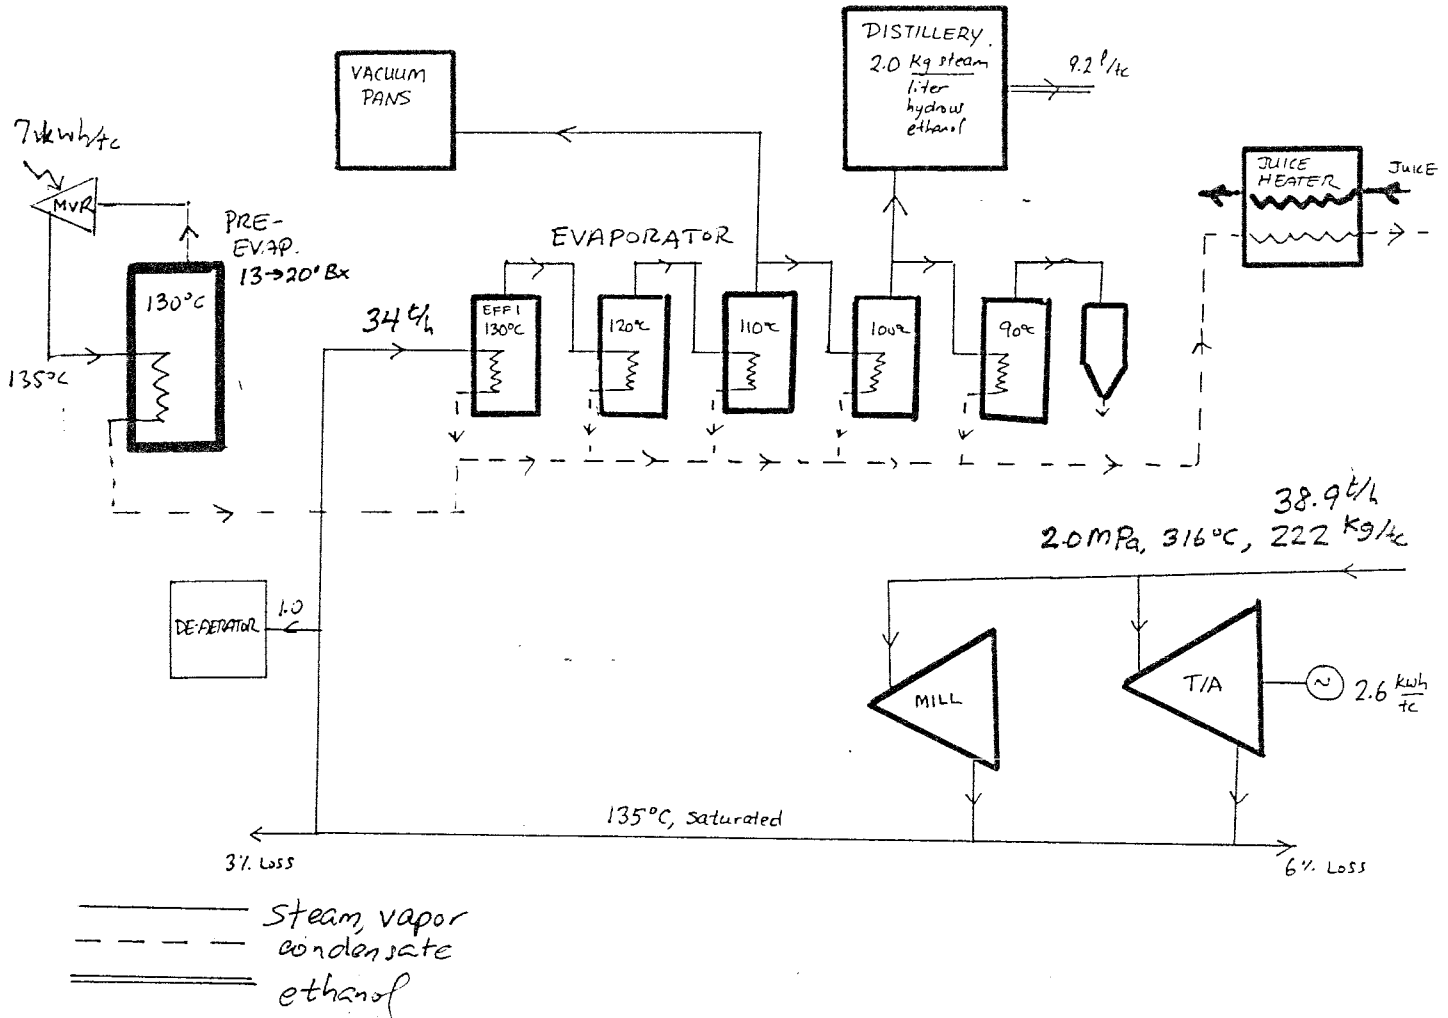 DISTILLERY.
2.0 Kg steam
liter
hydrous
ethanol
9.2 l/tc
VACUUM
PANS
kwh/tc
MVR
PRE-
EVAP.
13→20° Bx
130°C
135°C
EVAPORATOR
34 t/h
EFF 1
130°C
120°C
110°C
100°C
90°C
JUICE
HEATER
JUICE
38.9 t/h
2.0 MPa, 316°C, 222 Kg/tc
DE-AERATOR
1.0
MILL
T/A
~
2.6 kwh
tc
135°C, saturated
3% LOSS
6% LOSS
Steam, vapor
condensate
ethanol